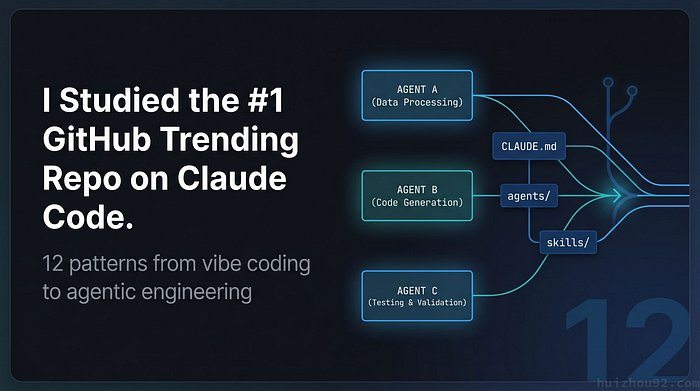 I Studied the #1
GitHub Trending
Repo on Claude
Code.
12 patterns from vibe coding
to agentic engineering
AGENT A
(Data Processing)
CLAUDE.md
AGENT B
(Code Generation)
agents/
skills/
AGENT C
(Testing & Validation)
12
huizhou92.com